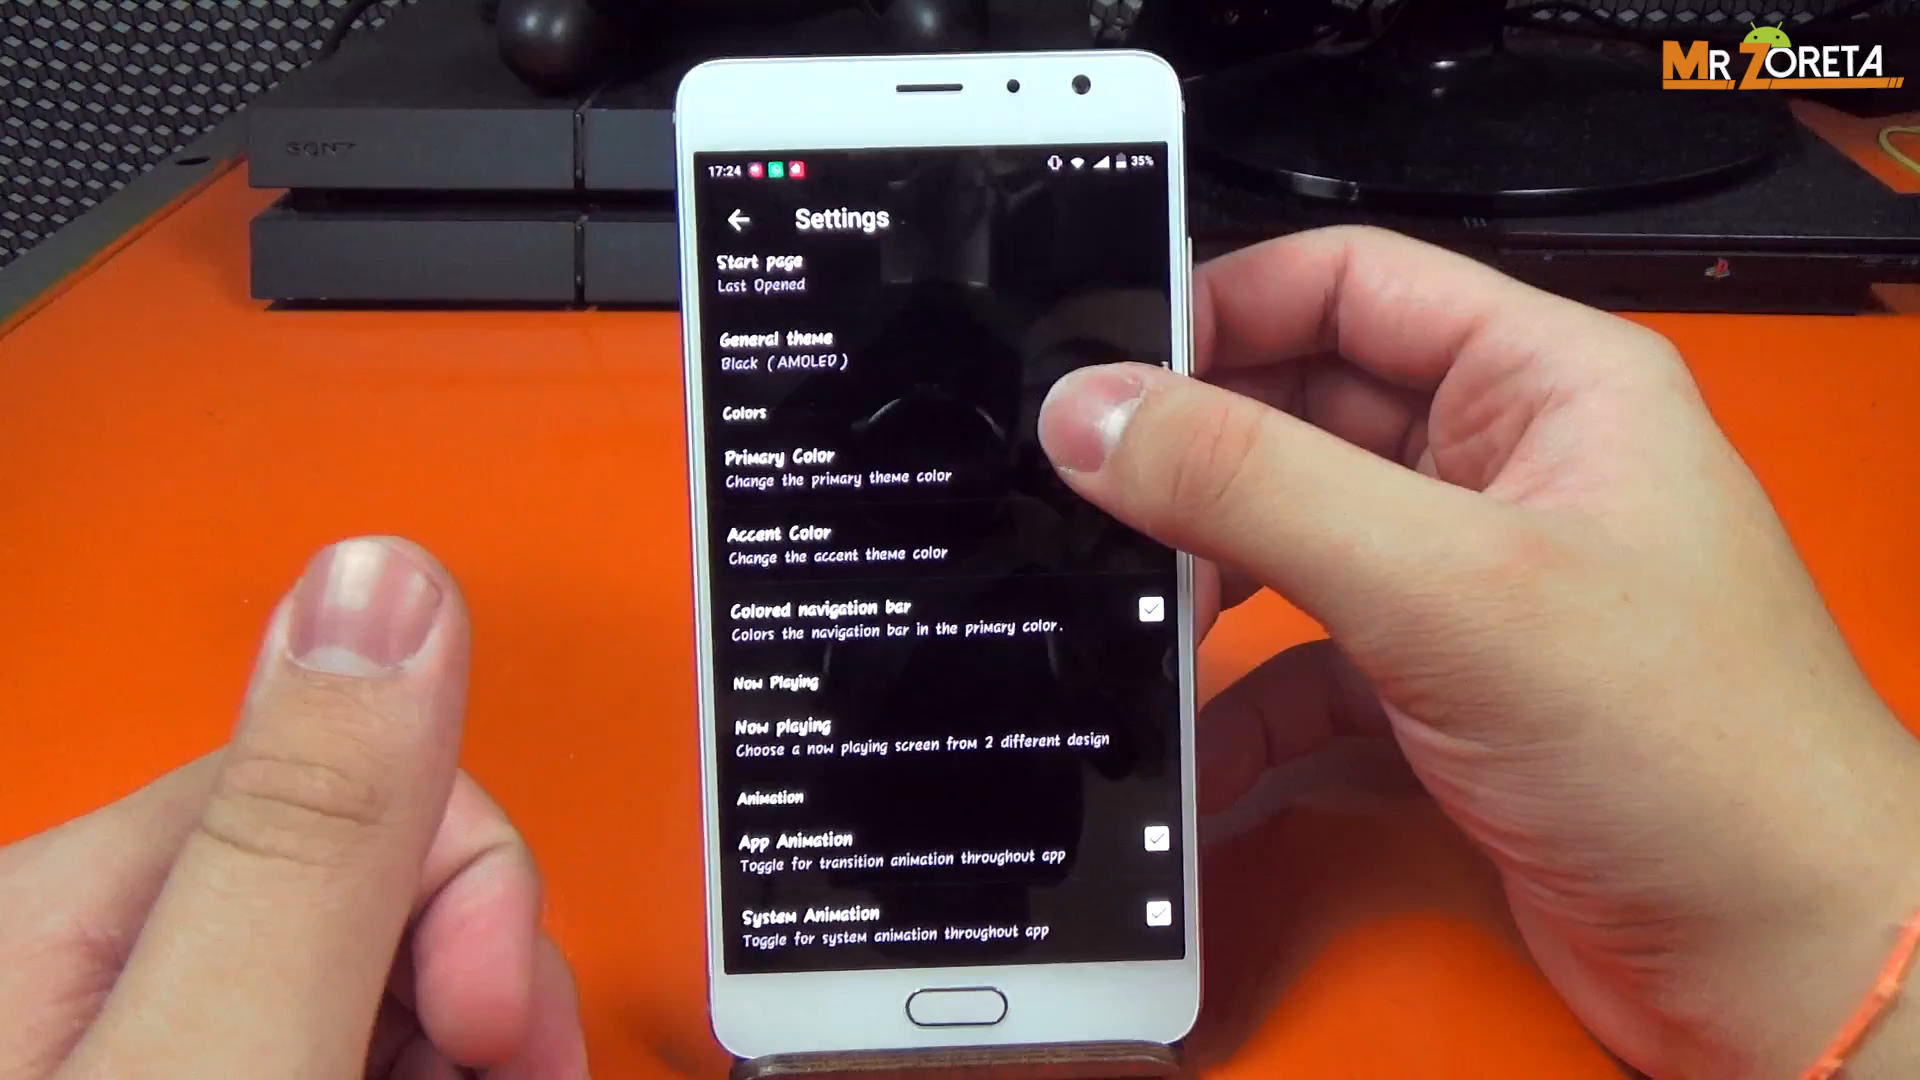 MR ZORETA
SONY
17:24
35%
Settings
Start page
Last Opened
General theme
Black (AMOLED)
Colors
Primary Color
Change the primary theme color
Accent Color
Change the accent theme color
Colored navigation bar
Colors the navigation bar in the primary color.
Now Playing
Now playing
Choose a now playing screen from 2 different design
Animation
App Animation
Toggle for transition animation throughout app
System Animation
Toggle for system animation throughout app